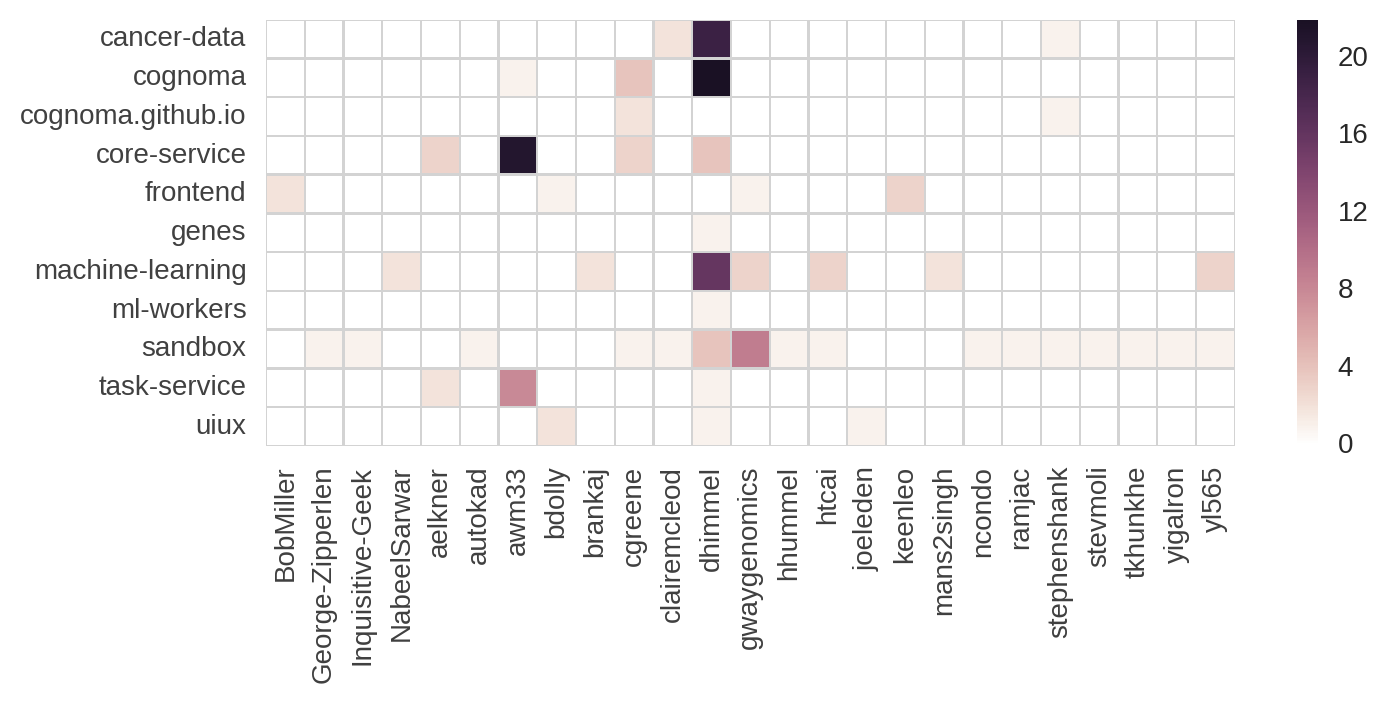 cancer-data
cognoma
cognoma.github.io
core-service
frontend
genes
machine-learning
ml-workers
sandbox
task-service
uiux
BobMiller
George-Zipperlen
Inquisitive-Geek
NabeelSarwar
aelkner
autokad
awm33
bdolly
brankaj
cgreene
clairemcleod
dhimmel
gwaygenomics
hhummel
htcai
joeleden
keenleo
mans2singh
ncondo
ramjac
stephenshank
stevmoli
tkhunkhe
yigalron
yl565
20
16
12
8
4
0